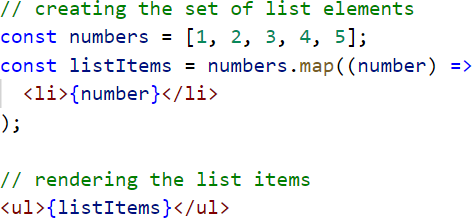 // creating the set of list elements
const numbers = [1, 2, 3, 4, 5];
const listItems = numbers.map((number) =>
  <li>{number}</li>
);

// rendering the list items
<ul>{listItems}</ul>